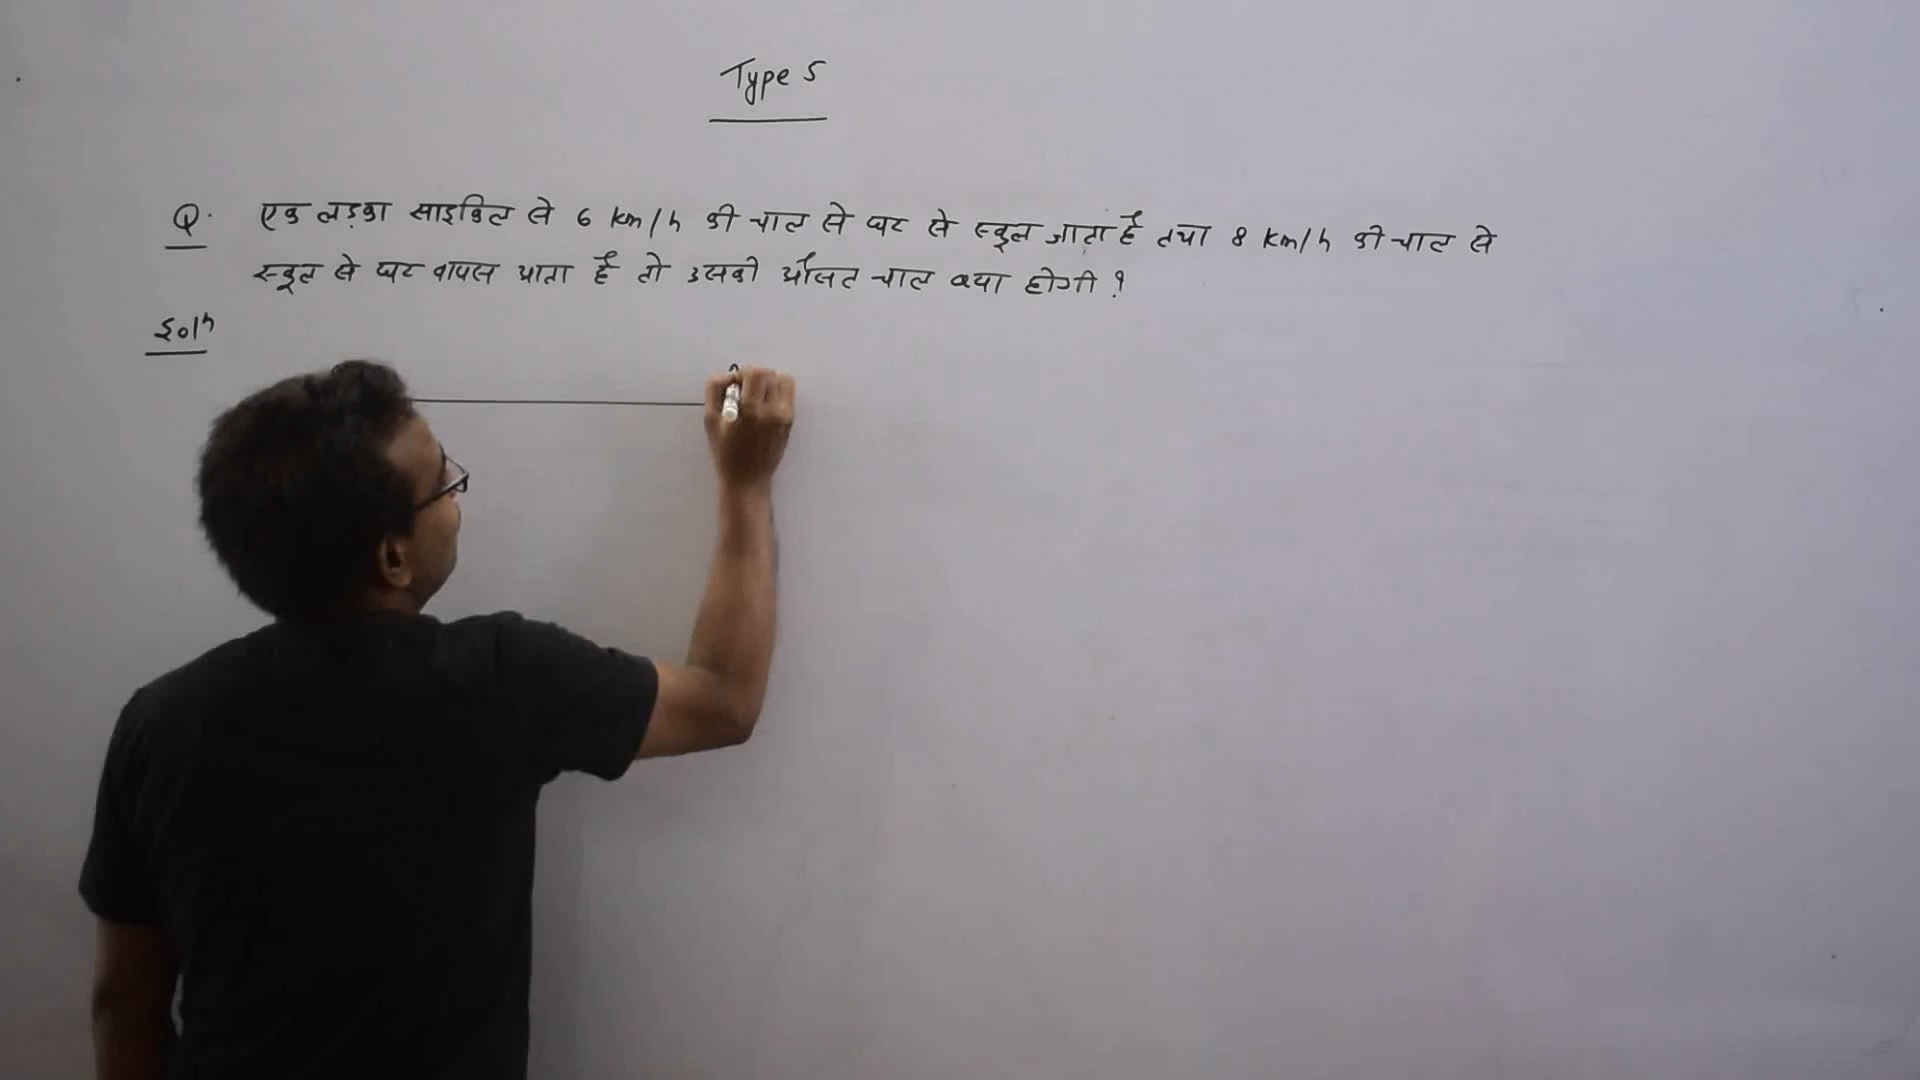 Type 5
Q. एक लड़का साइकिल से 6 km/h की चाल से घर से स्कूल जाता है तथा 8 km/h की चाल से
स्कूल से घर वापस आता है तो उसकी औसत चाल क्या होगी ?
Solⁿ